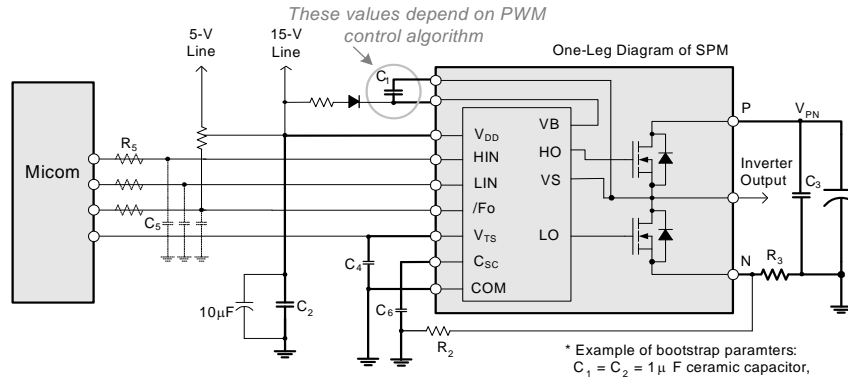 These values depend on PWM
control algorithm
5-V
Line
15-V
Line
C1
One-Leg Diagram of SPM
P
VPN
Micom
R5
VDD
VB
HIN
HO
LIN
VS
Inverter
Output
C3
/Fo
C5
VTS
LO
CSC
N
R3
C4
COM
10μF
C2
C6
R2
* Example of bootstrap paramters:
C1 = C2 = 1μ F ceramic capacitor,